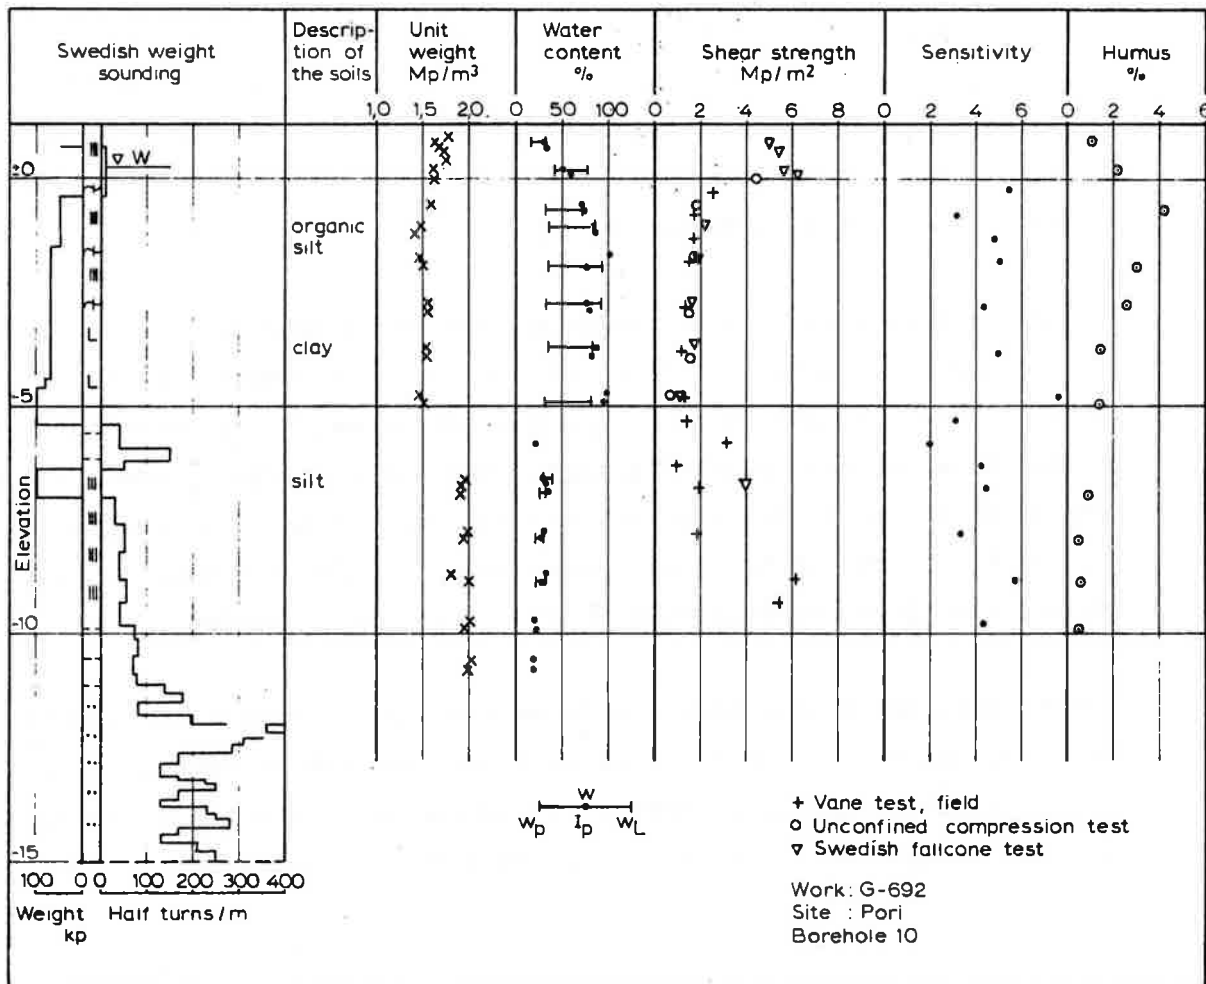 Swedish weight
sounding
Descrip-
tion of
the soils
Unit
weight
Mp/m³
Water
content
%
Shear strength
Mp/m²
Sensitivity
Humus
%
1,0 1,5 2,0 0 50 100 0 2 4 6 8 0 2 4 6 0 2 4 6
W
±0
organic
silt
clay
-5
silt
Elevation
-10
-15
100 0 0 100 200 300 400
Weight
kp
Half turns/m
W
Wp Ip WL
+ Vane test, field
o Unconfined compression test
▽ Swedish fallcone test
Work: G-692
Site : Pori
Borehole 10